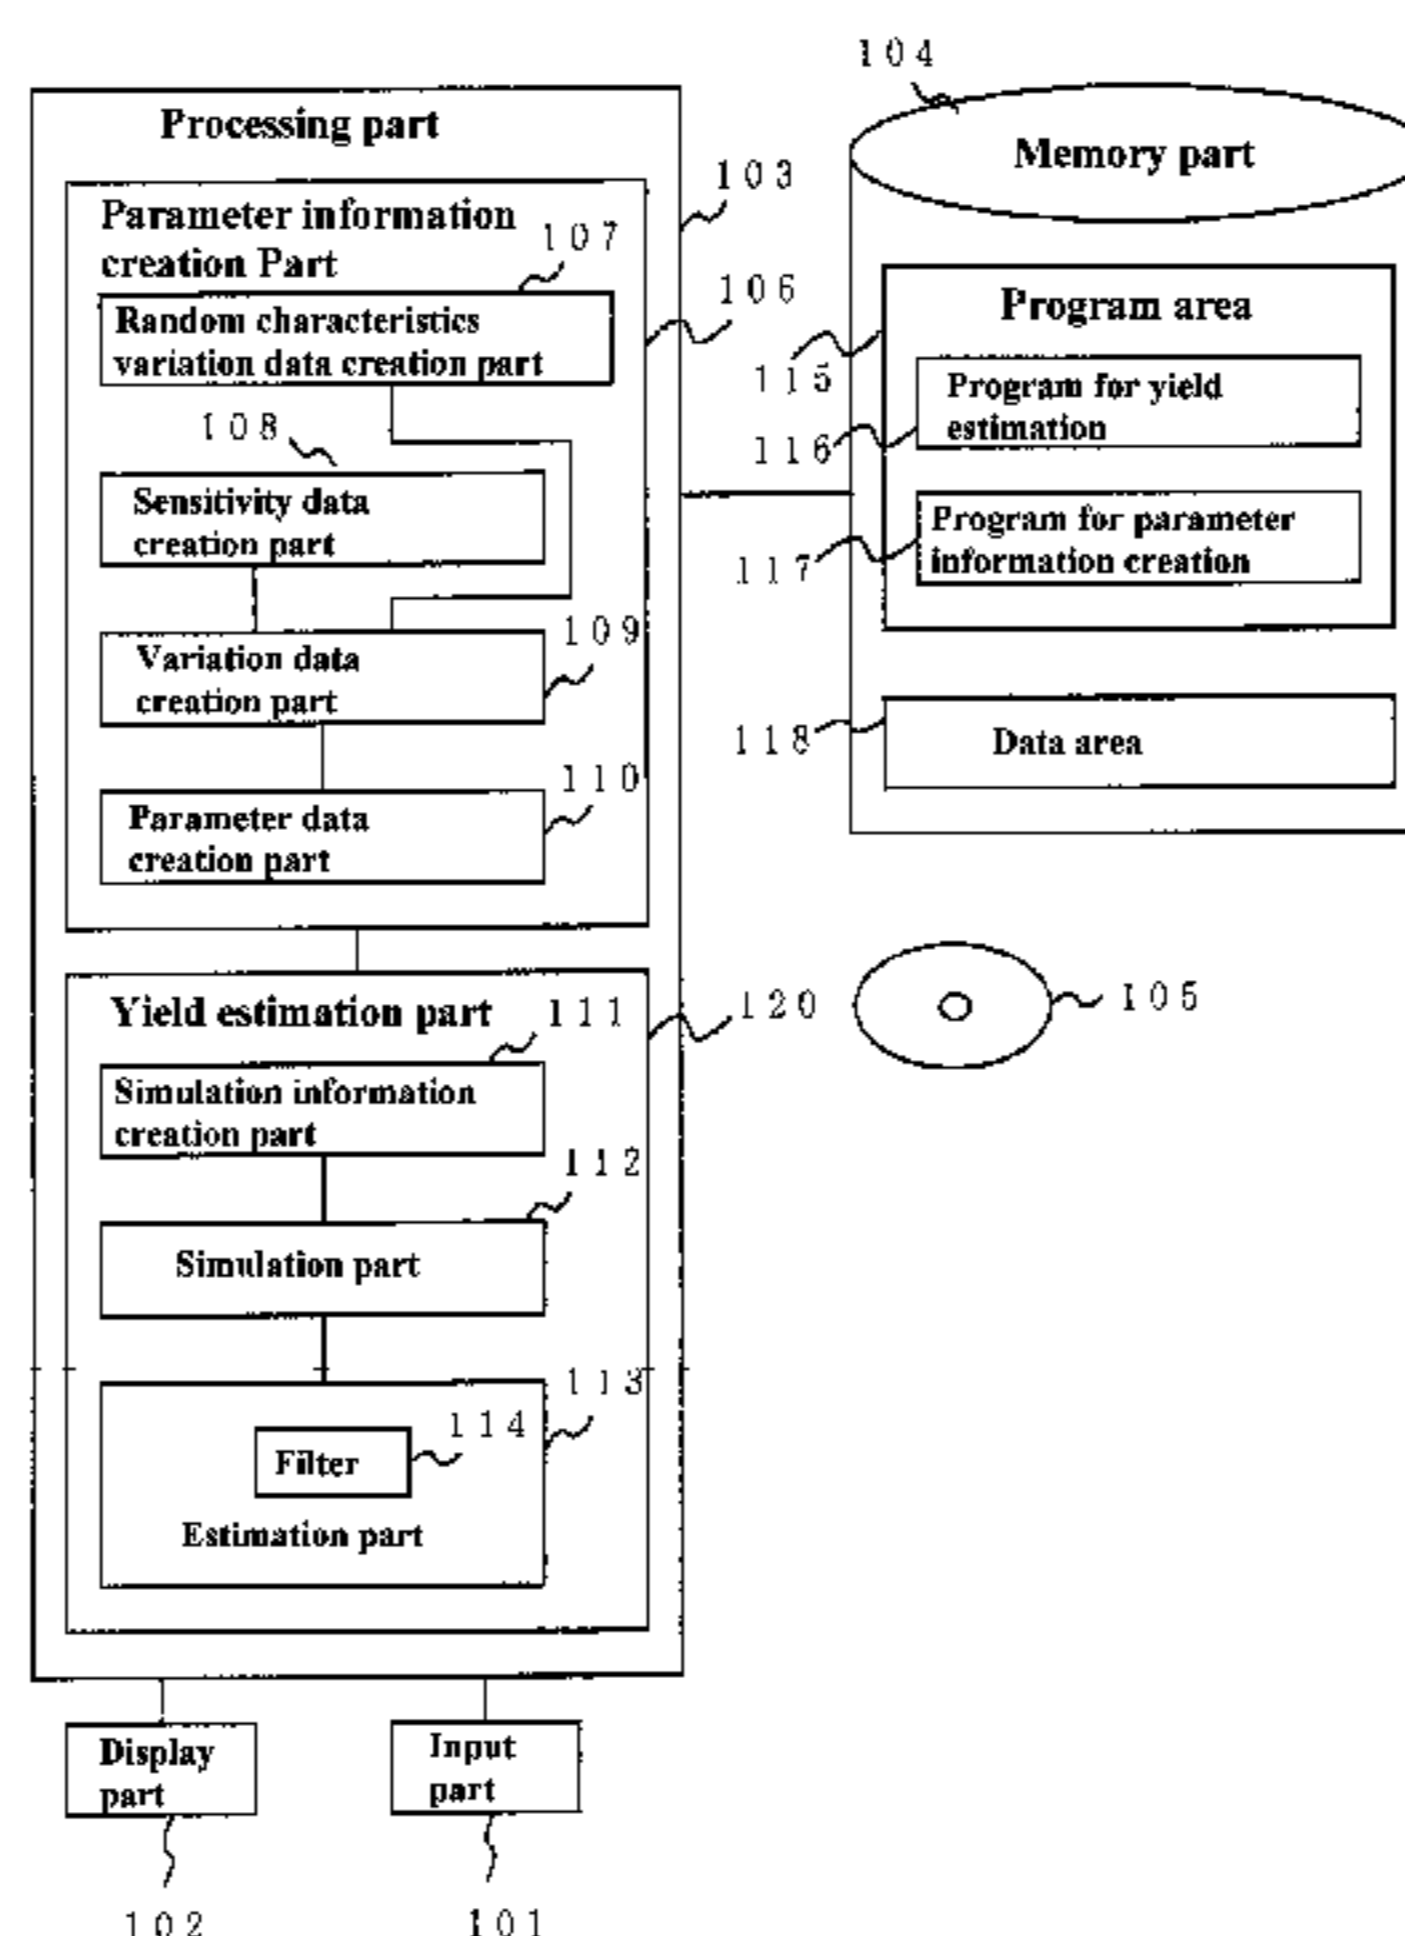 104
Processing part
Memory part
103
Parameter information
creation Part
107
106
Random characteristics
variation data creation part
Program area
115
Program for yield
estimation
116
108
Sensitivity data
creation part
Program for parameter
information creation
117
109
Variation data
creation part
118
Data area
110
Parameter data
creation part
Yield estimation part
111
120
105
Simulation information
creation part
112
Simulation part
113
114
Filter
Estimation part
Display
part
Input
part
102
101